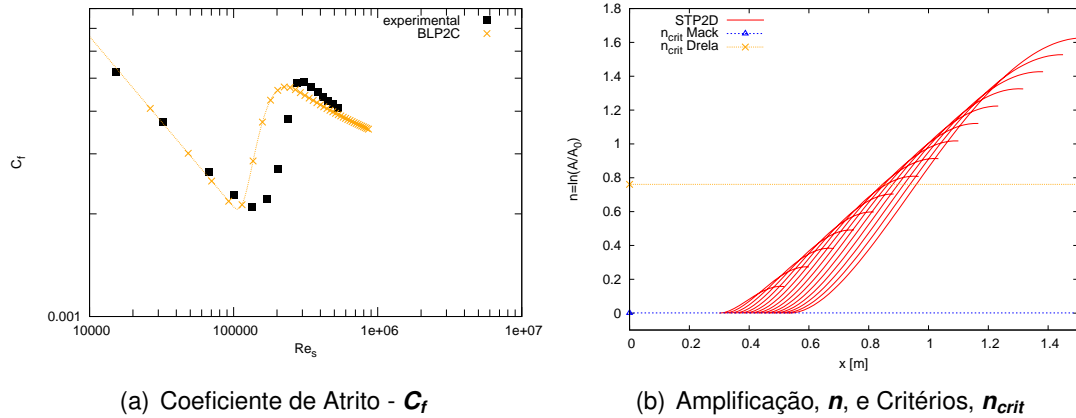 experimental
BLP2C
C_f
0.001
10000
100000
1e+06
1e+07
Re_s
(a) Coeficiente de Atrito - C_f
1.8
1.6
1.4
1.2
1
0.8
0.6
0.4
0.2
0
STP2D
n_crit Mack
n_crit Drela
n=ln(A/A_0)
0
0.2
0.4
0.6
0.8
1
1.2
1.4
x [m]
(b) Amplificação, n, e Critérios, n_crit